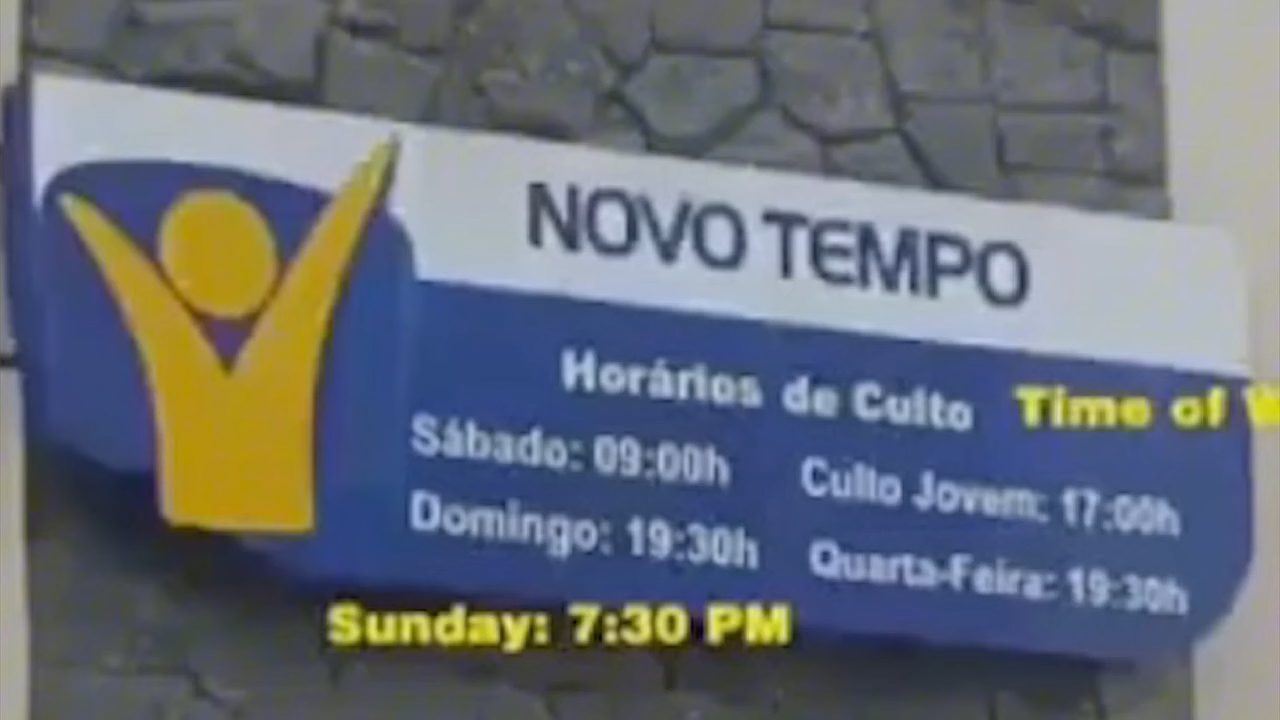 NOVO TEMPO
Horários de Culto Time of
Sábado: 09:00h Culto Jovem: 17:00h
Domingo: 19:30h Quarta-Feira: 19:30h
Sunday: 7:30 PM